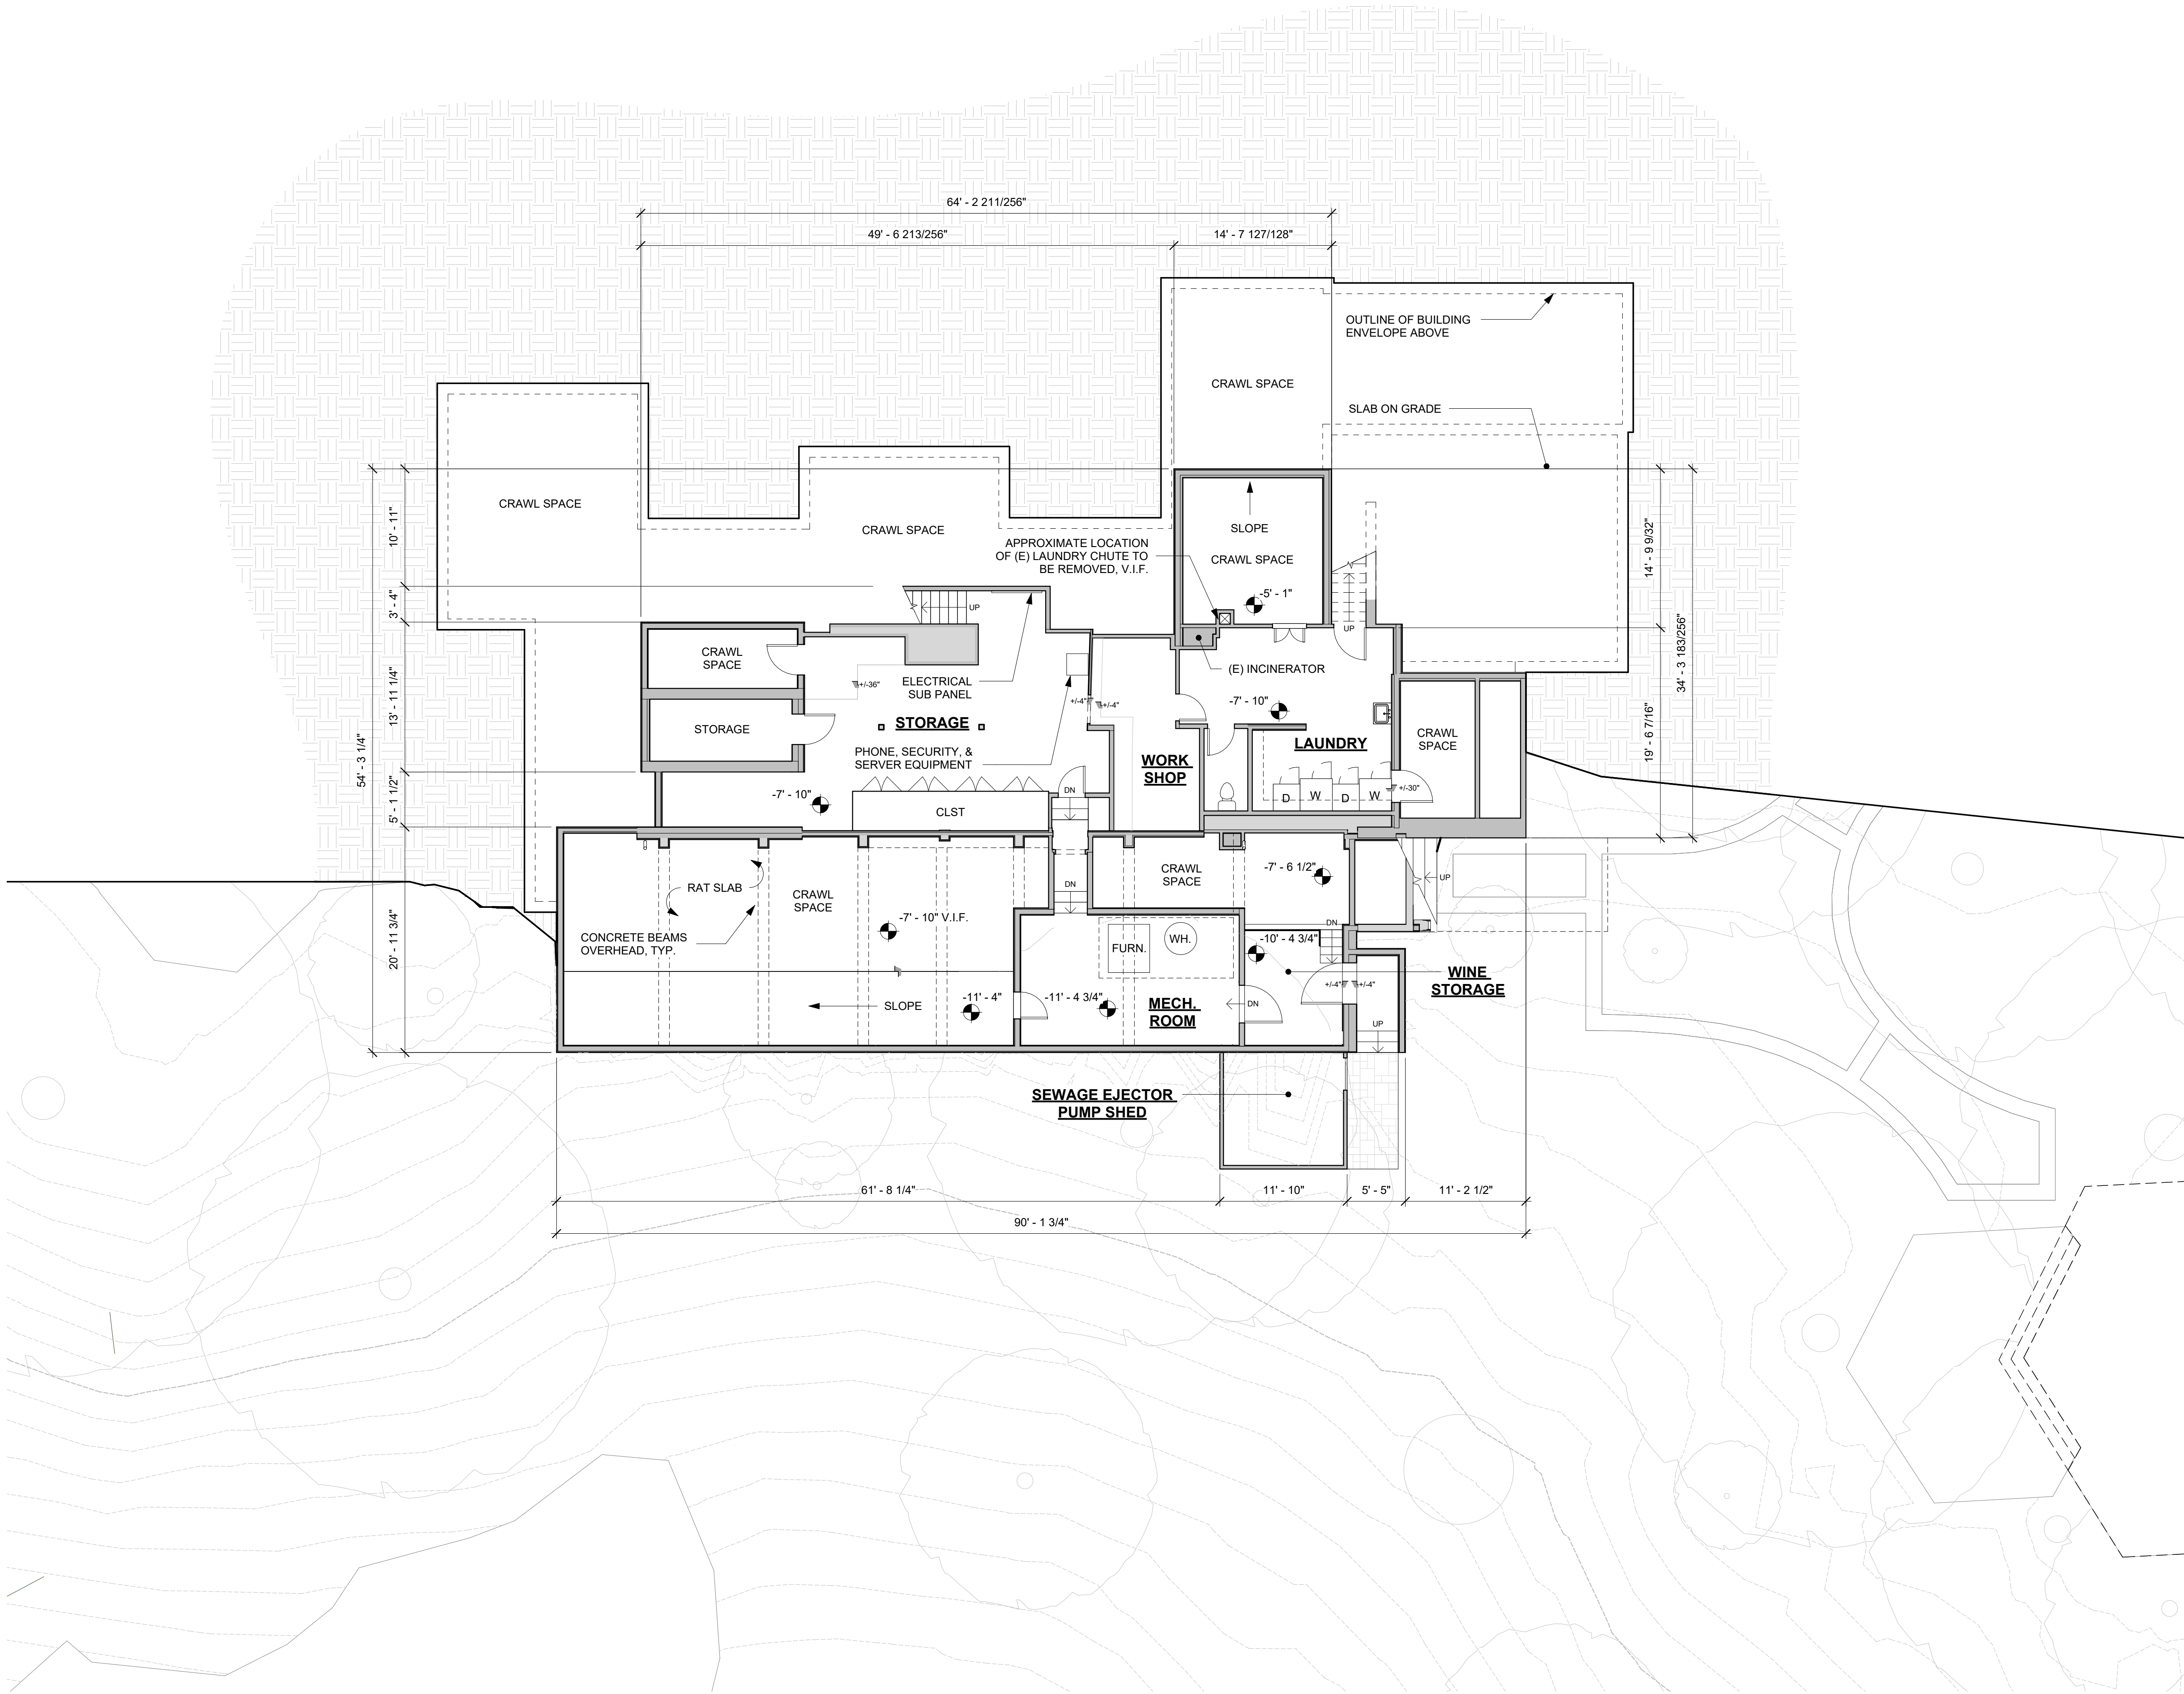 64' - 2 211/256"
49' - 6 213/256"
14' - 7 127/128"
OUTLINE OF BUILDING
ENVELOPE ABOVE
CRAWL SPACE
SLAB ON GRADE
CRAWL SPACE
CRAWL SPACE
SLOPE
APPROXIMATE LOCATION
OF (E) LAUNDRY CHUTE TO
BE REMOVED, V.I.F.
CRAWL SPACE
-5' - 1"
10' - 11"
3' - 4"
13' - 11 1/4"
5' - 1 1/2"
20' - 11 3/4"
54' - 3 1/4"
14' - 9 9/32"
19' - 6 7/16"
34' - 3 183/256"
UP
UP
CRAWL
SPACE
+/-36"
ELECTRICAL
SUB PANEL
(E) INCINERATOR
+/-4"
+/-4"
-7' - 10"
STORAGE
STORAGE
PHONE, SECURITY, &
SERVER EQUIPMENT
WORK
SHOP
LAUNDRY
CRAWL
SPACE
-7' - 10"
CLST
DN
D
W
D
W
+/-30"
RAT SLAB
CRAWL
SPACE
DN
CRAWL
SPACE
-7' - 6 1/2"
UP
-7' - 10" V.I.F.
CONCRETE BEAMS
OVERHEAD, TYP.
FURN.
WH.
DN
-10' - 4 3/4"
WINE
STORAGE
+/-4"
+/-4"
SLOPE
-11' - 4"
-11' - 4 3/4"
MECH.
ROOM
DN
UP
SEWAGE EJECTOR
PUMP SHED
61' - 8 1/4"
11' - 10"
5' - 5"
11' - 2 1/2"
90' - 1 3/4"